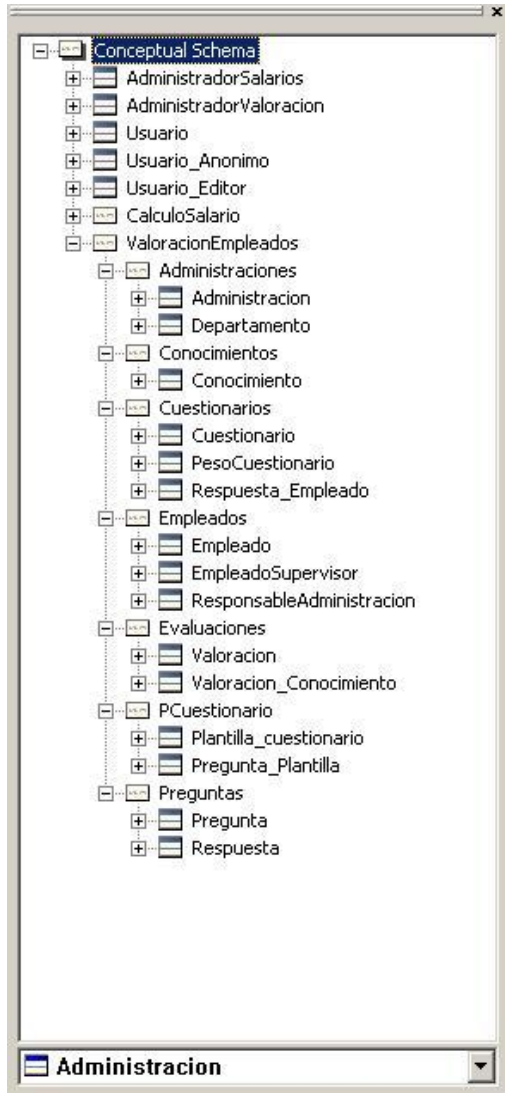 Conceptual Schema
AdministradorSalarios
AdministradorValoracion
Usuario
Usuario_Anonimo
Usuario_Editor
CalculoSalario
ValoracionEmpleados
Administraciones
Administracion
Departamento
Conocimientos
Conocimiento
Cuestionarios
Cuestionario
PesoCuestionario
Respuesta_Empleado
Empleados
Empleado
EmpleadoSupervisor
ResponsableAdministracion
Evaluaciones
Valoracion
Valoracion_Conocimiento
PCuestionario
Plantilla_cuestionario
Pregunta_Plantilla
Preguntas
Pregunta
Respuesta
Administracion